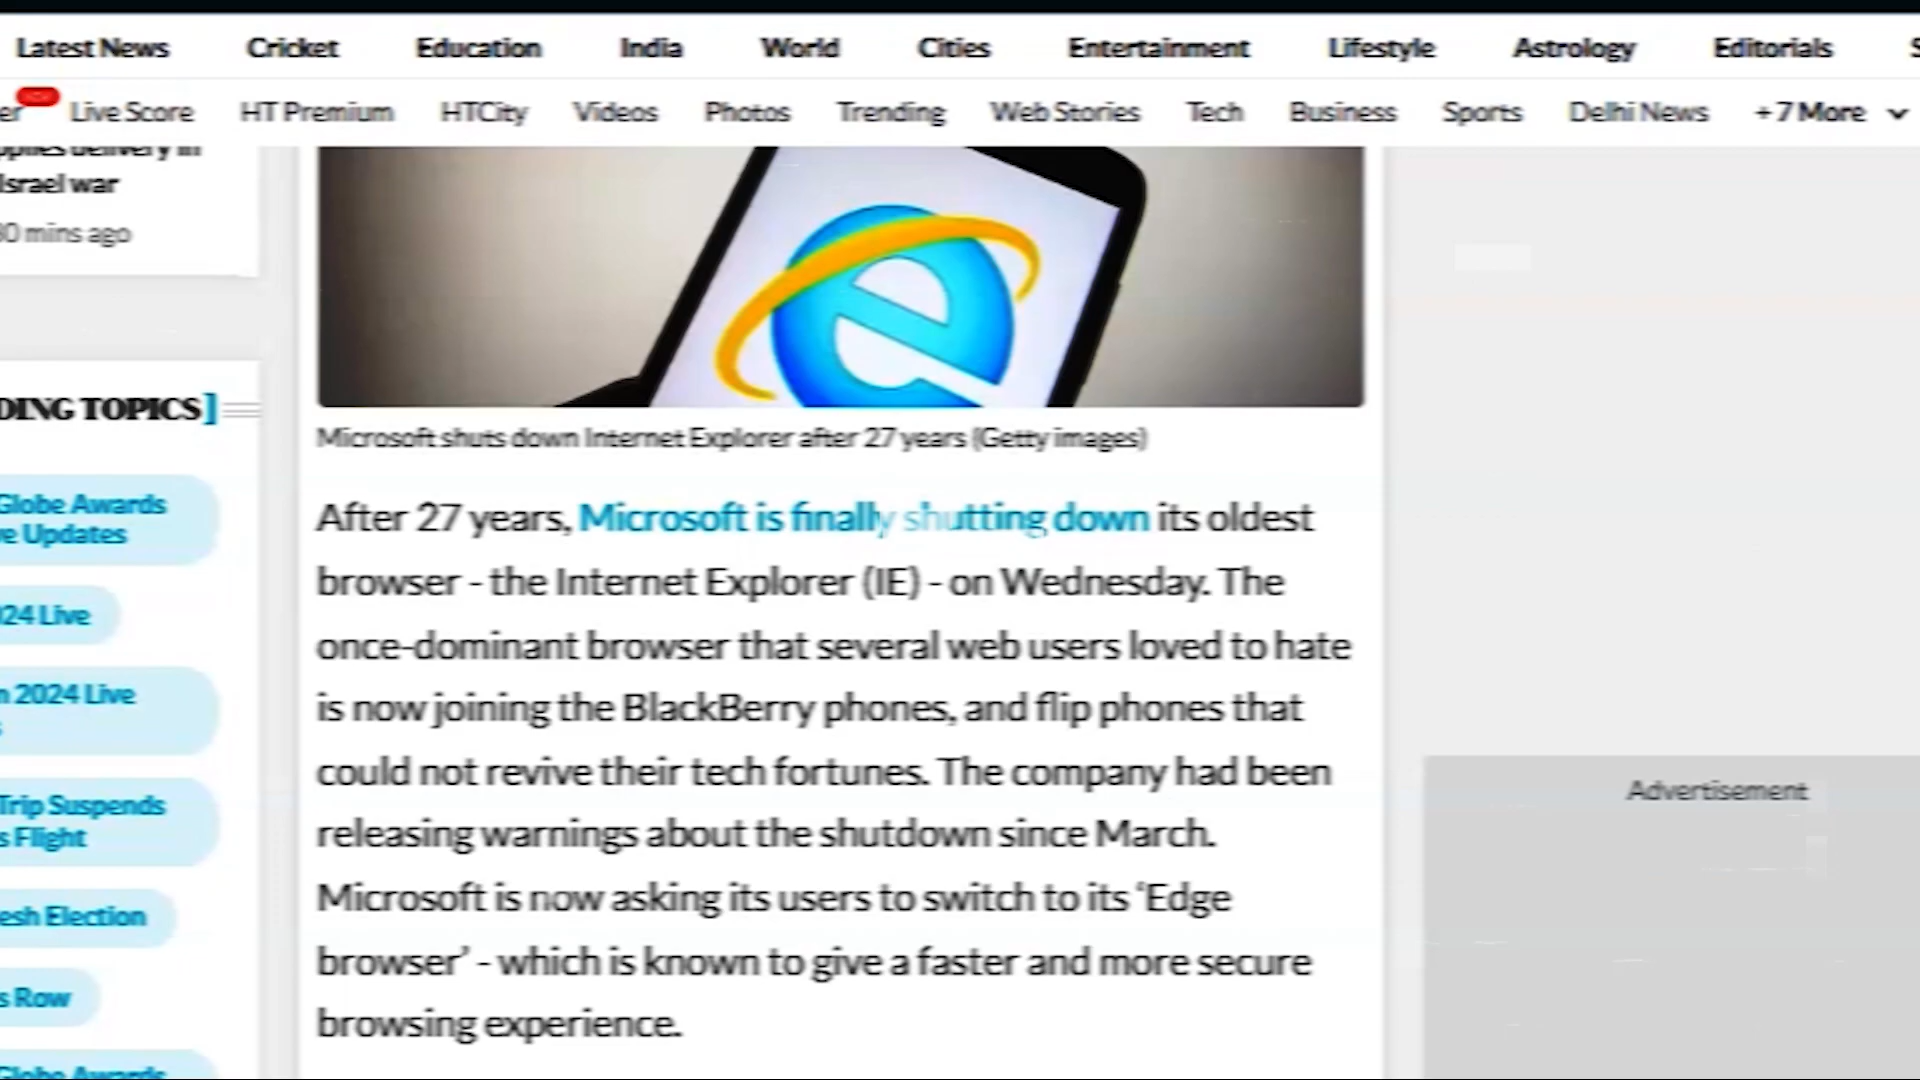 Latest News Cricket Education India World Cities Entertainment Lifestyle Astrology Editorials
Live Score HT Premium HTCity Videos Photos Trending Web Stories Tech Business Sports Delhi News +7 More
delivery in
Israel war
30 mins ago
DING TOPICS]
Globe Awards
ve Updates
024 Live
n 2024 Live
Trip Suspends
s Flight
esh Election
s Row
Globe Awards
Microsoft shuts down Internet Explorer after 27 years (Getty images)
After 27 years, Microsoft is finally shutting down its oldest
browser - the Internet Explorer (IE) - on Wednesday. The
once-dominant browser that several web users loved to hate
is now joining the BlackBerry phones, and flip phones that
could not revive their tech fortunes. The company had been
releasing warnings about the shutdown since March.
Microsoft is now asking its users to switch to its ‘Edge
browser’ - which is known to give a faster and more secure
browsing experience.
Advertisement